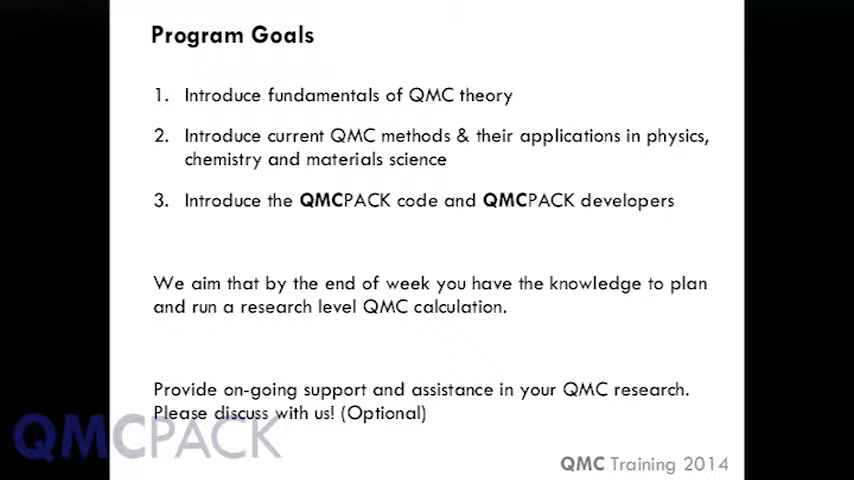 Program Goals
1. Introduce fundamentals of QMC theory
2. Introduce current QMC methods & their applications in physics,
chemistry and materials science
3. Introduce the QMCPACK code and QMCPACK developers
We aim that by the end of week you have the knowledge to plan
and run a research level QMC calculation.
Provide on-going support and assistance in your QMC research.
Please discuss with us! (Optional)
QMCPACK
QMC Training 2014